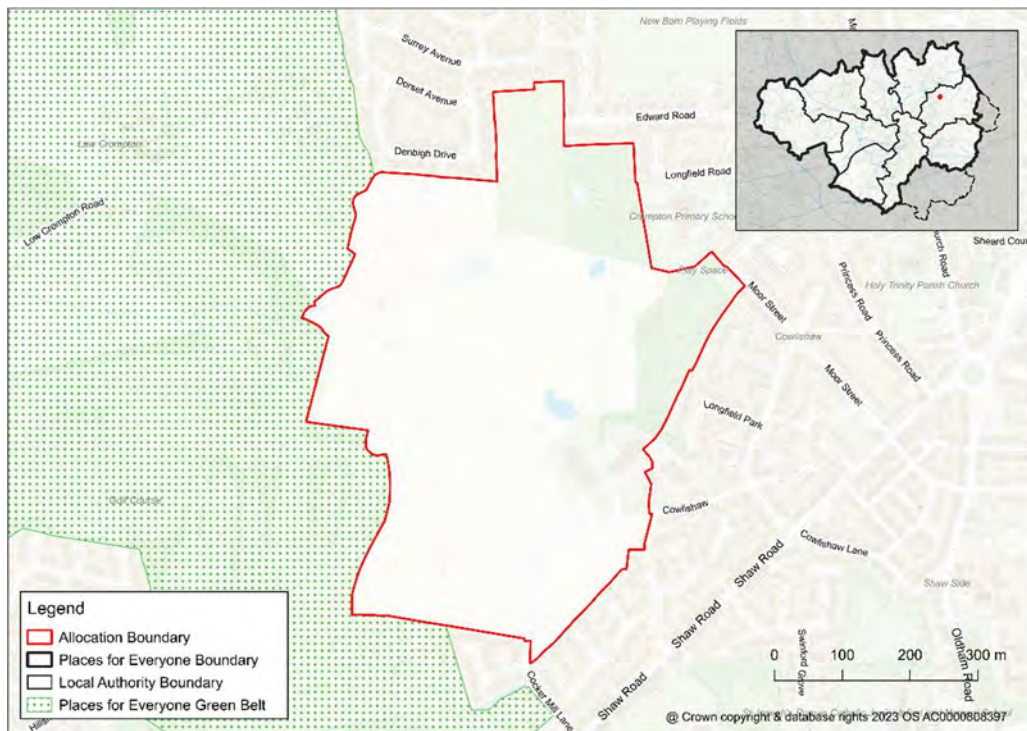 New Barn Playing Fields
Surrey Avenue
Dorset Avenue
Edward Road
Low Crompton
Denbigh Drive
Longfield Road
Low Crompton Road
Crompton Primary School
Church Road
Sheard Cour
Play Space
Moor Street
Princess Road
Holy Trinity Parish Church
Cowlishaw
Princess Road
Moor Street
Longfield Park
Golf Course
Cowlishaw
Cowlishaw Lane
Shaw Road
Shaw Road
Shaw Side
Legend
Allocation Boundary
Places for Everyone Boundary
Local Authority Boundary
Places for Everyone Green Belt
0 100 200 300 m
Swinford Grove
Oldham Road
Cocker Mill Lane
Shaw Road
@ Crown copyright & database rights 2023 OS AC0000808397